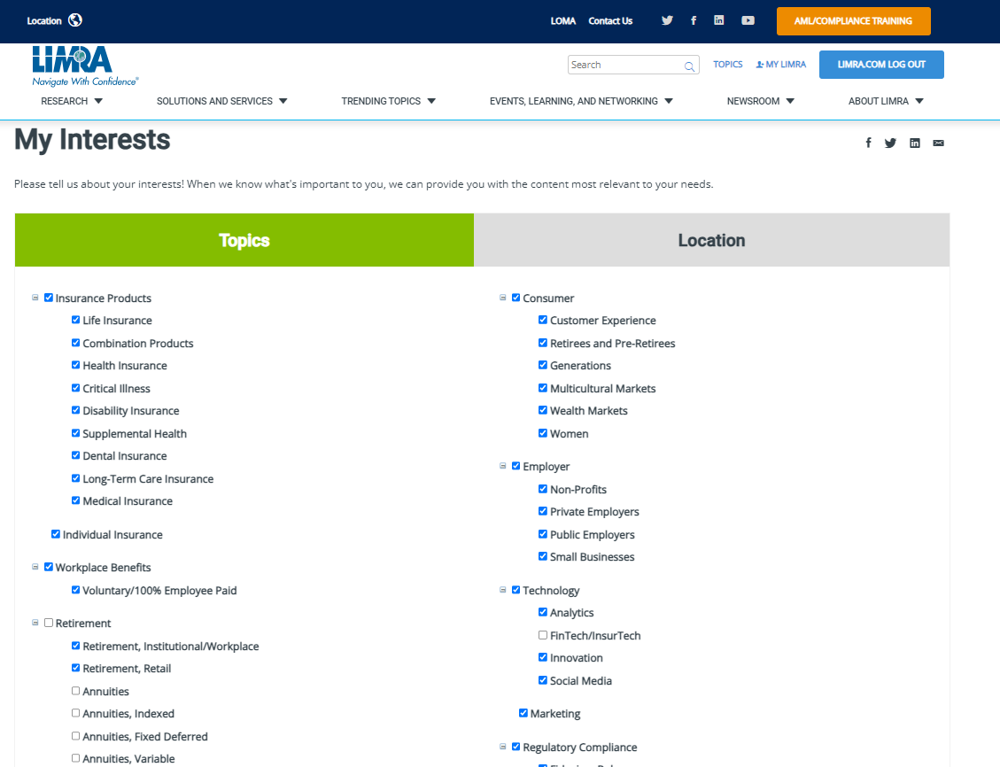 Location
LOMA Contact Us
AML/COMPLIANCE TRAINING
LIMRA
Navigate With Confidence®
Search
TOPICS MY LIMRA
LIMRA.COM LOG OUT
RESEARCH SOLUTIONS AND SERVICES TRENDING TOPICS EVENTS, LEARNING, AND NETWORKING NEWSROOM ABOUT LIMRA
My Interests
Please tell us about your interests! When we know what's important to you, we can provide you with the content most relevant to your needs.
Topics
Location
Insurance Products
Life Insurance
Combination Products
Health Insurance
Critical Illness
Disability Insurance
Supplemental Health
Dental Insurance
Long-Term Care Insurance
Medical Insurance
Individual Insurance
Workplace Benefits
Voluntary/100% Employee Paid
Retirement
Retirement, Institutional/Workplace
Retirement, Retail
Annuities
Annuities, Indexed
Annuities, Fixed Deferred
Annuities, Variable
Consumer
Customer Experience
Retirees and Pre-Retirees
Generations
Multicultural Markets
Wealth Markets
Women
Employer
Non-Profits
Private Employers
Public Employers
Small Businesses
Technology
Analytics
FinTech/InsurTech
Innovation
Social Media
Marketing
Regulatory Compliance